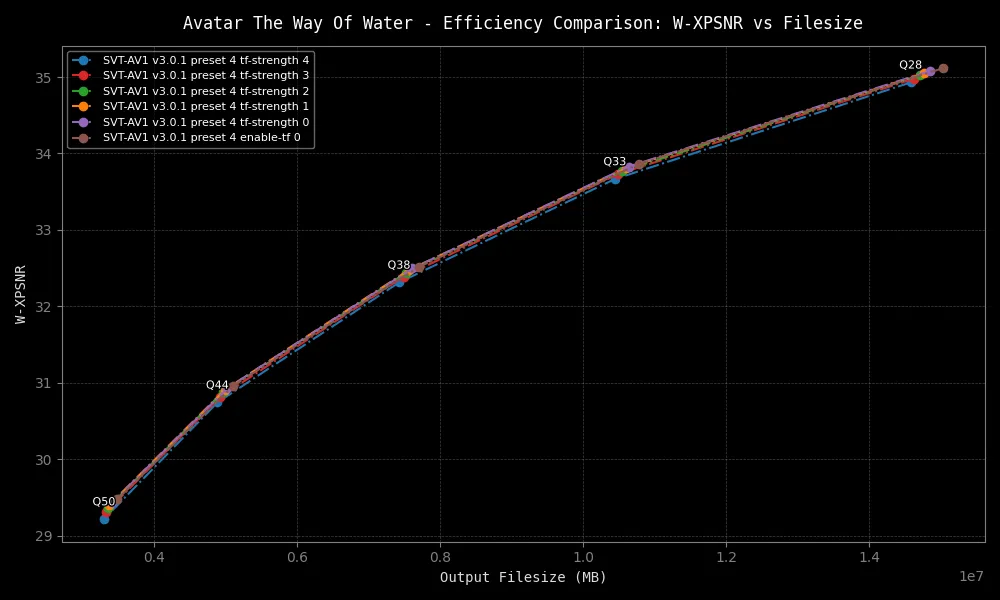 Avatar The Way Of Water - Efficiency Comparison: W-XPSNR vs Filesize
SVT-AV1 v3.0.1 preset 4 tf-strength 4
SVT-AV1 v3.0.1 preset 4 tf-strength 3
SVT-AV1 v3.0.1 preset 4 tf-strength 2
SVT-AV1 v3.0.1 preset 4 tf-strength 1
SVT-AV1 v3.0.1 preset 4 tf-strength 0
SVT-AV1 v3.0.1 preset 4 enable-tf 0
Q28
Q33
Q38
Q44
Q50
W-XPSNR
35
34
33
32
31
30
29
0.4 0.6 0.8 1.0 1.2 1.4
1e7
Output Filesize (MB)